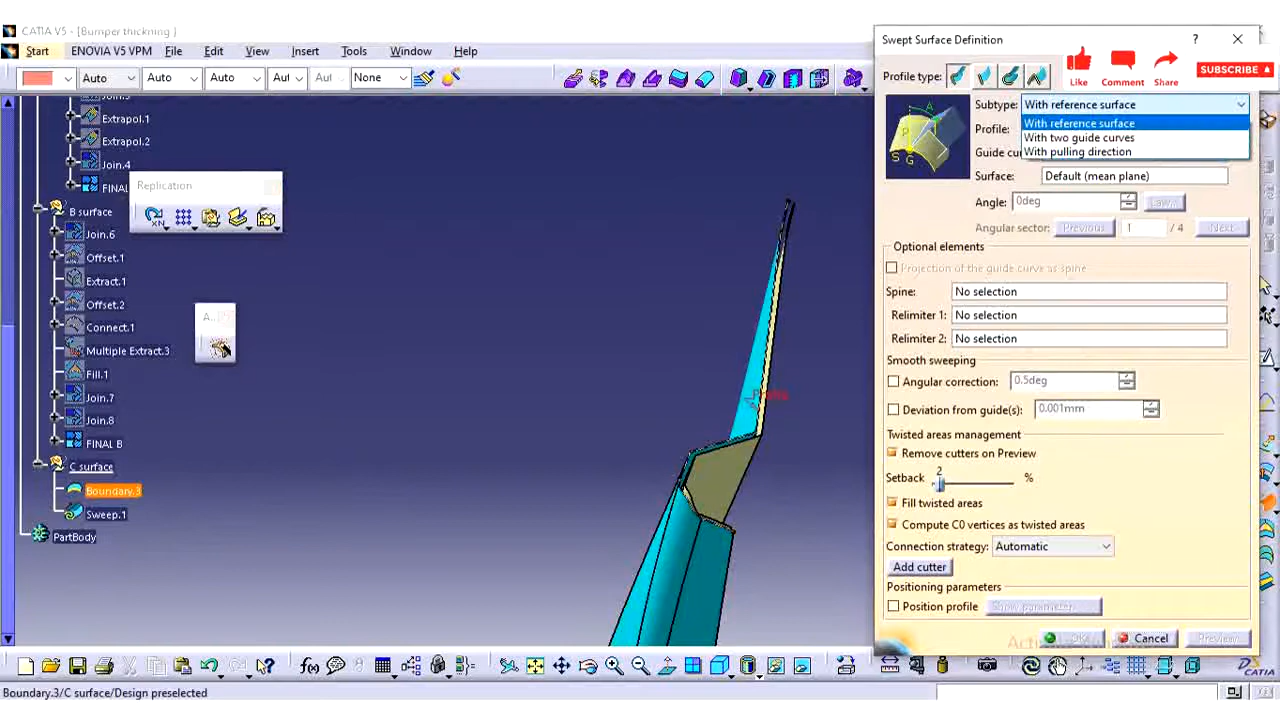 CATIA V5 - [Bumper thickning ]
Start ENOVIA V5 VPM File Edit View Insert Tools Window Help
Auto Auto Auto Aul Aul None
Extrapol.1
Extrapol.2
Join.4
FINAL
Replication
B surface
Join.6
Offset.1
Extract.1
Offset.2
Connect.1
Multiple Extract.3
Fill.1
Join.7
Join.8
FINAL B
C surface
Boundary.3
Sweep.1
PartBody
Swept Surface Definition
?
Profile type:
Like Comment Share SUBSCRIBE
Subtype: With reference surface
With reference surface
With two guide curves
With pulling direction
Profile:
Guide cu
Surface: Default (mean plane)
Angle: 0deg Law...
Angular sector: Previous 1 / 4 Next
Optional elements
Projection of the guide curve as spine
Spine: No selection
Relimiter 1: No selection
Relimiter 2: No selection
Smooth sweeping
Angular correction: 0.5deg
Deviation from guide(s): 0.001mm
Twisted areas management
Remove cutters on Preview
Setback 2 %
Fill twisted areas
Compute C0 vertices as twisted areas
Connection strategy: Automatic
Add cutter
Positioning parameters
Position profile Show parameters
OK Cancel Preview
A S G
f(x)
CATIA
Boundary.3/C surface/Design preselected